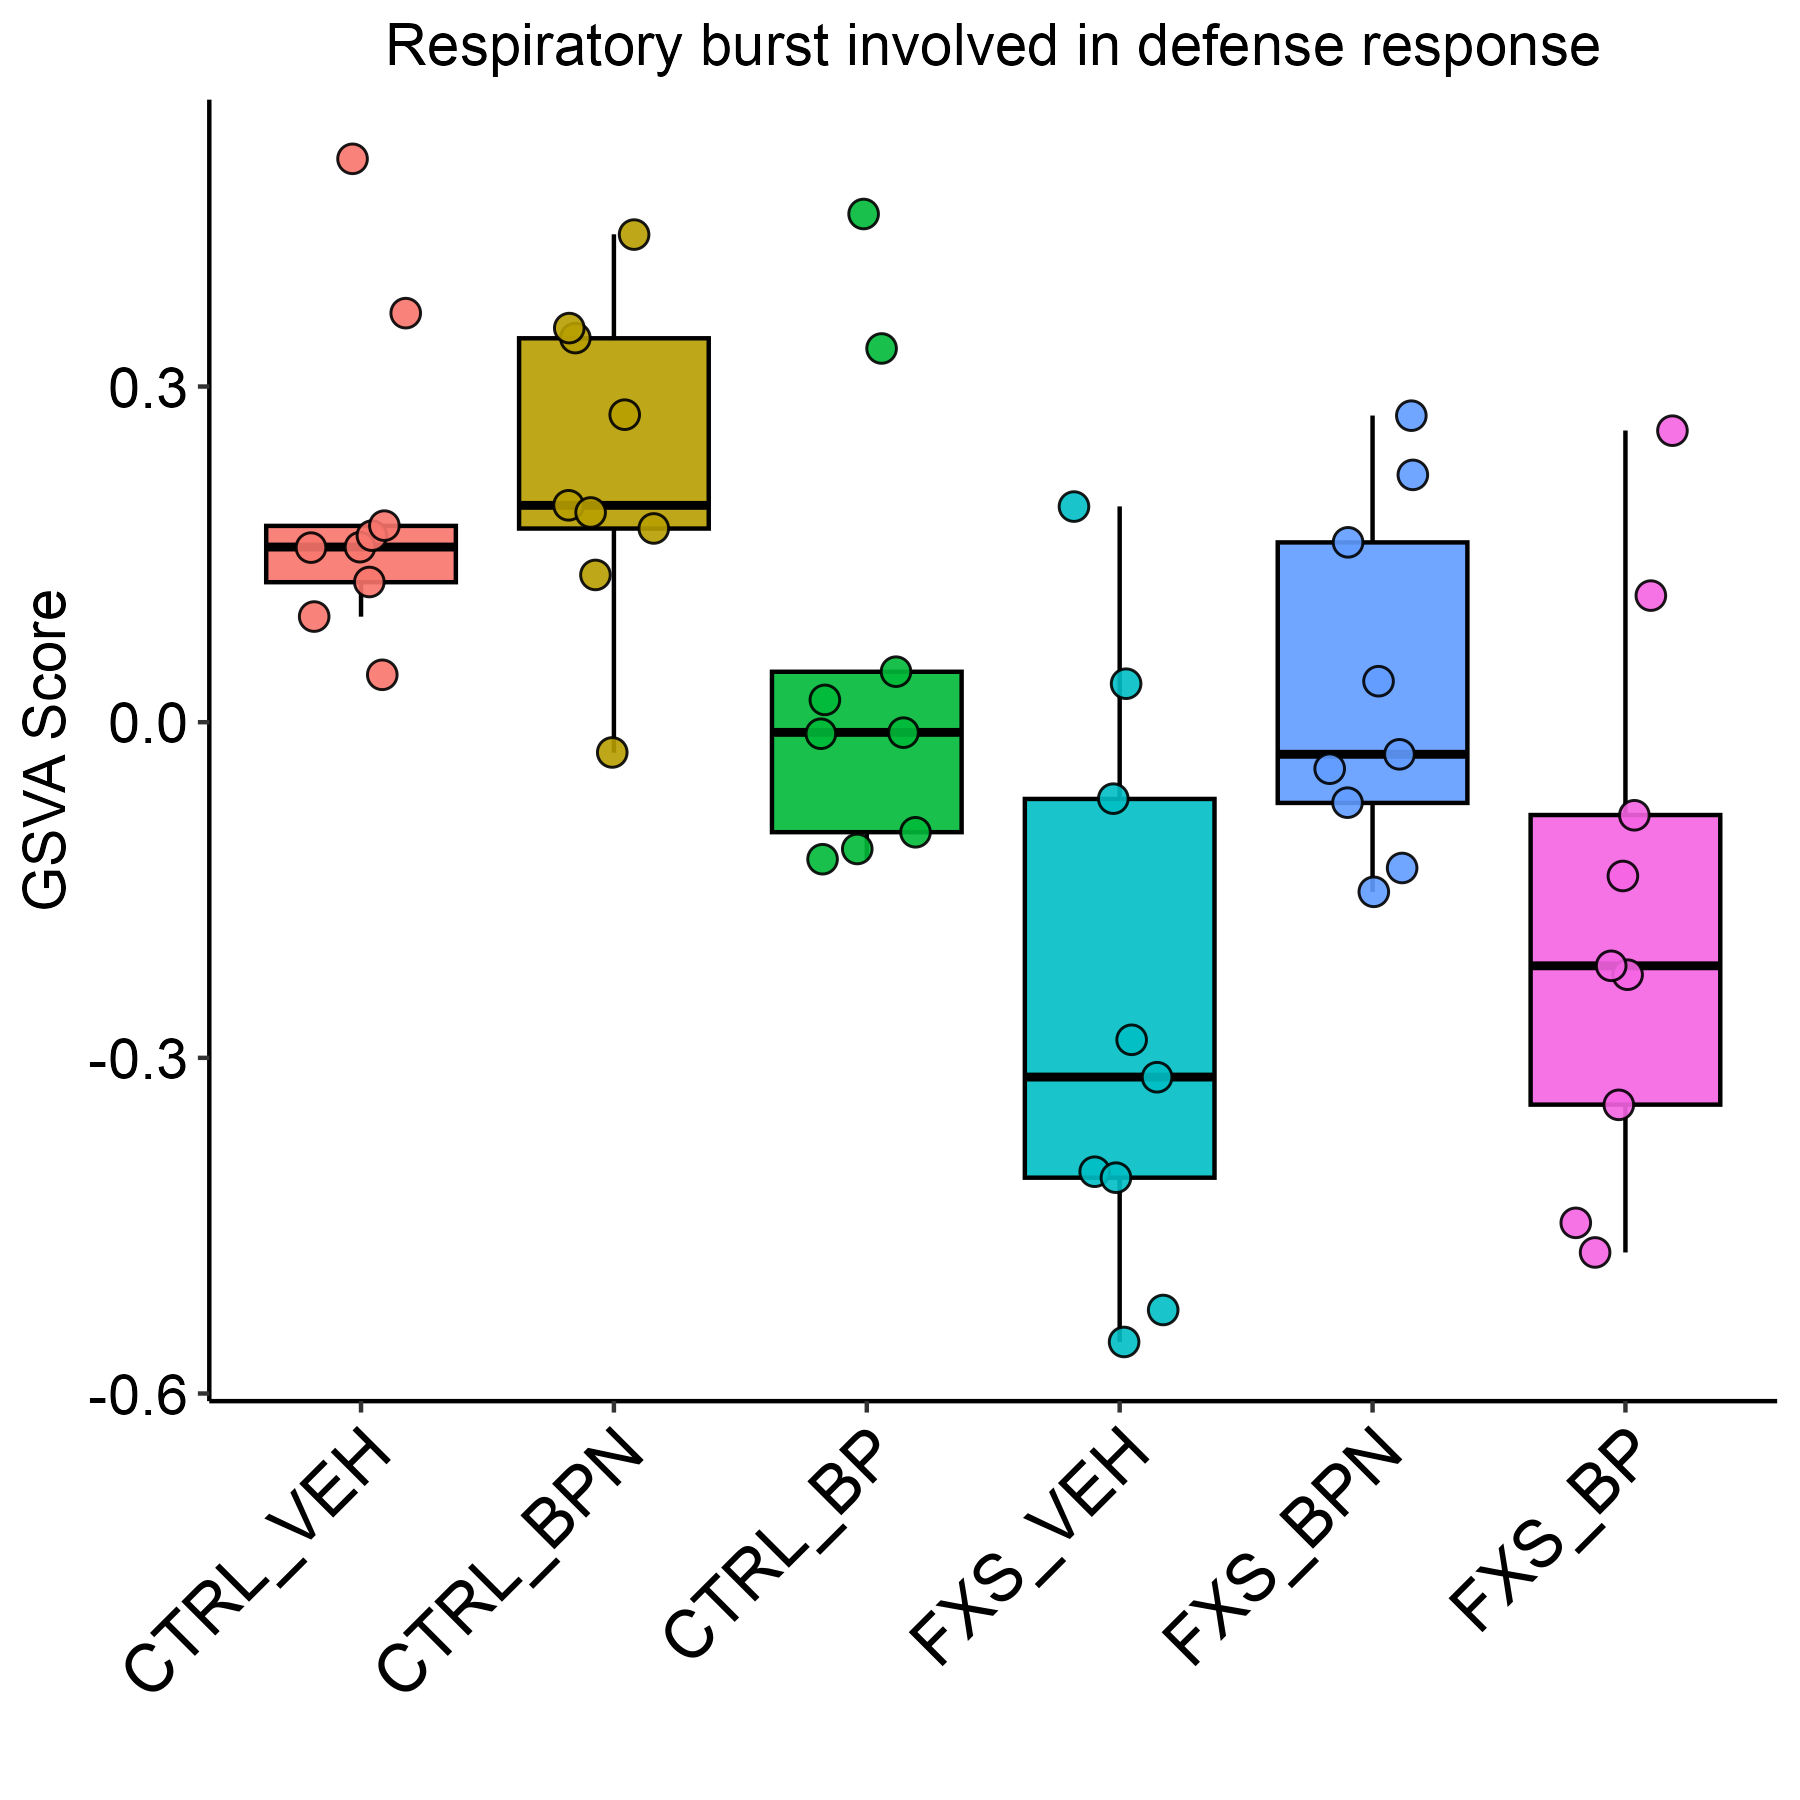 Respiratory burst involved in defense response
GSVA Score
0.3
0.0
-0.3
-0.6
CTRL_VEH
CTRL_BPN
CTRL_BP
FXS_VEH
FXS_BPN
FXS_BP